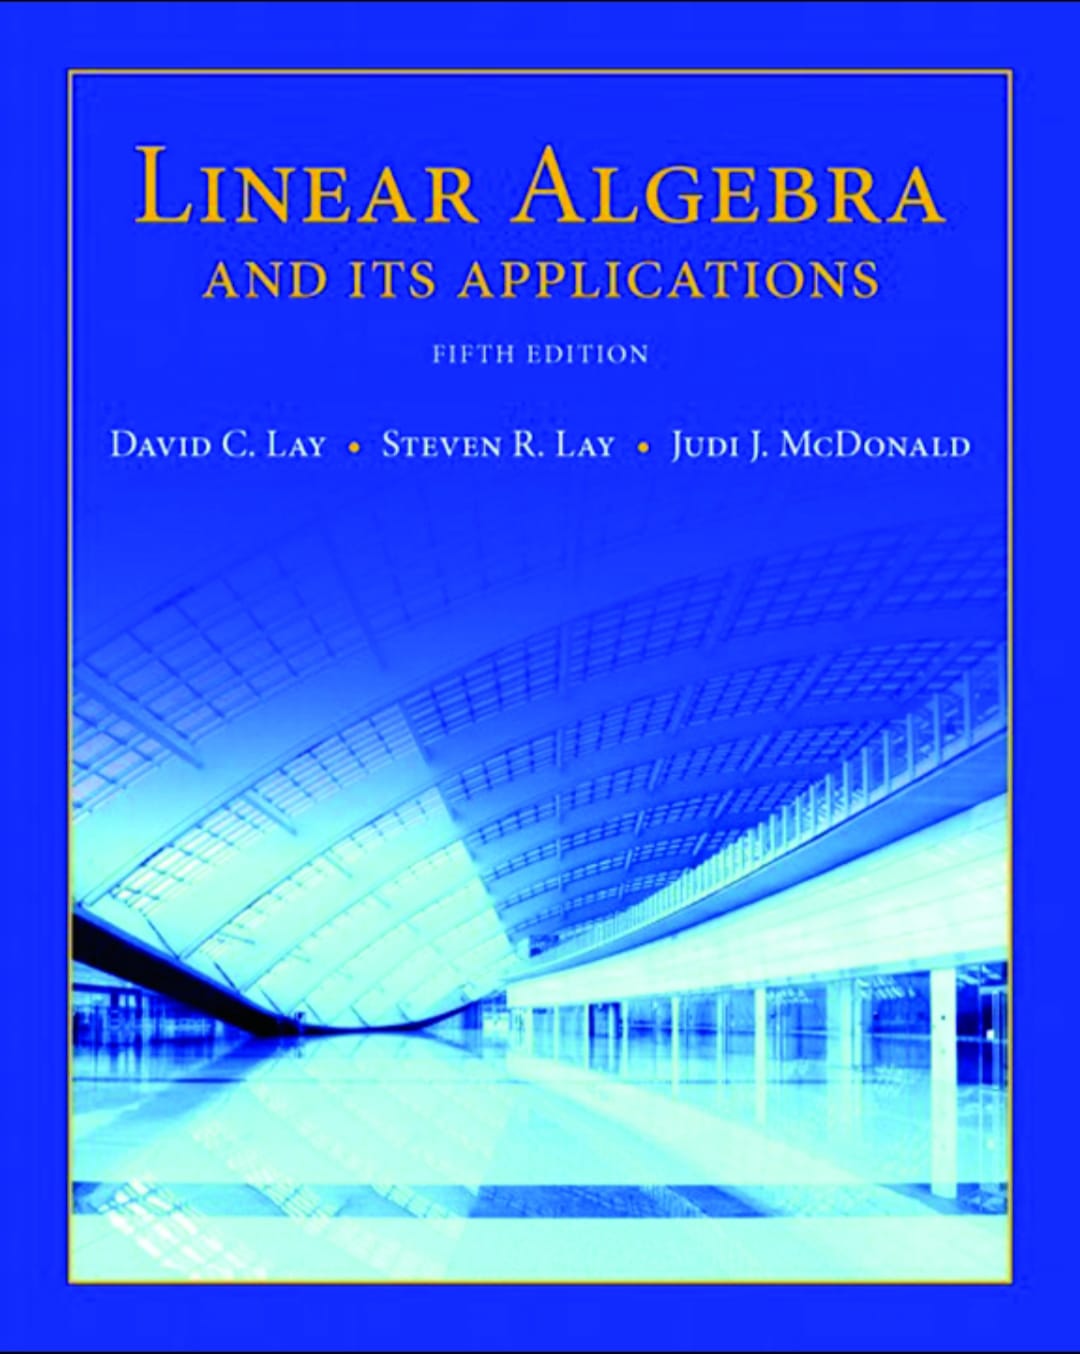 LINEAR ALGEBRA
AND ITS APPLICATIONS
FIFTH EDITION
DAVID C. LAY • STEVEN R. LAY • JUDI J. MCDONALD